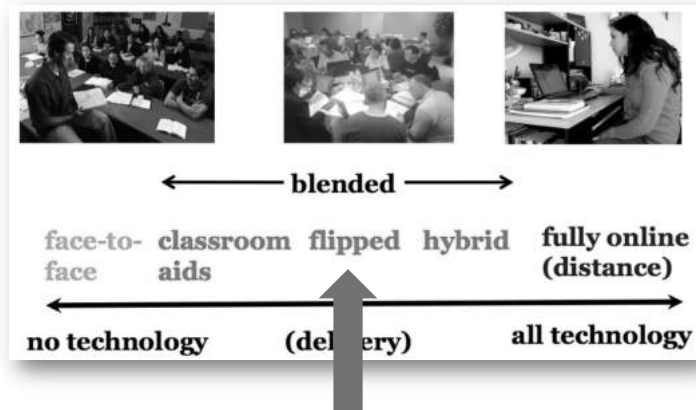 blended
face-to-
face
classroom
aids
flipped
hybrid
fully online
(distance)
no technology
all technology